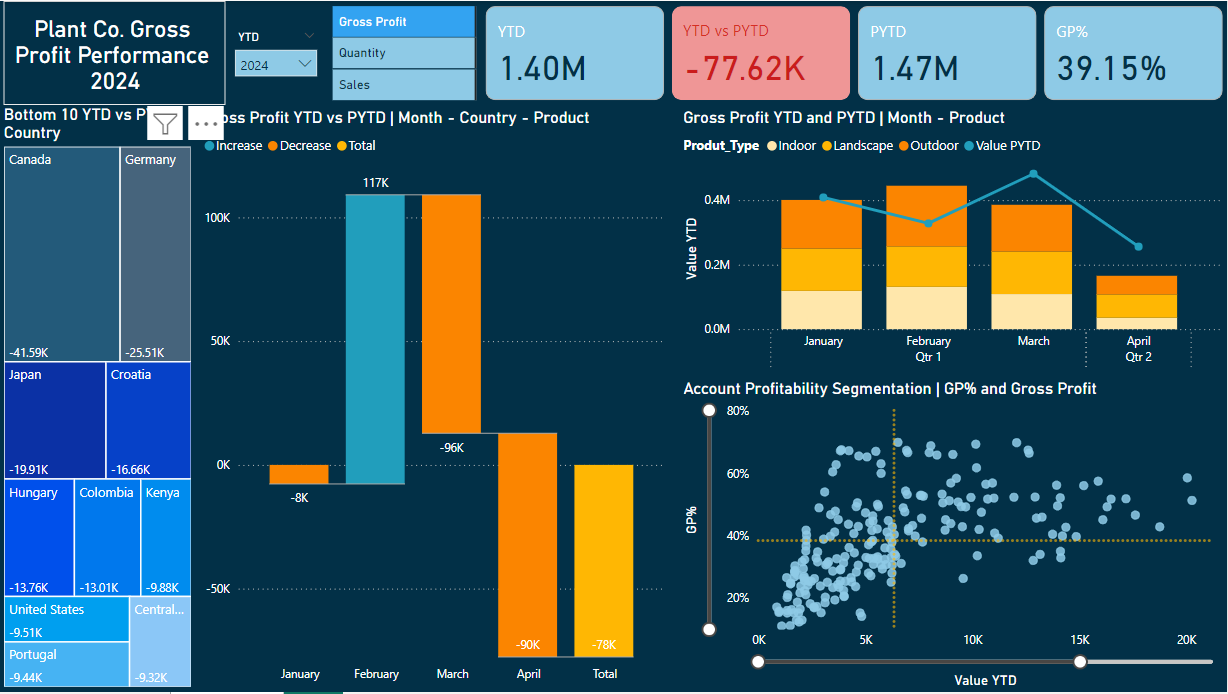 Plant Co. Gross
Profit Performance
2024
YTD
2024
Gross Profit
Quantity
Sales
YTD
1.40M
YTD vs PYTD
-77.62K
PYTD
1.47M
GP%
39.15%
Bottom 10 YTD vs
Country
Canada
-41.59K
Germany
-25.51K
Japan
-19.91K
Croatia
-16.66K
Hungary
-13.76K
Colombia
-13.01K
Kenya
-9.88K
United States
-9.51K
Portugal
-9.44K
Central...
-9.32K
Profit YTD vs PYTD | Month - Country - Product
Increase Decrease Total
100K
50K
0K
-50K
-8K
117K
-96K
-90K
-78K
January February March April Total
Gross Profit YTD and PYTD | Month - Product
Produt_Type Indoor Landscape Outdoor Value PYTD
Value YTD
0.4M
0.2M
0.0M
January February March April
Qtr 1 Qtr 2
Account Profitability Segmentation | GP% and Gross Profit
GP%
80%
60%
40%
20%
0K 5K 10K 15K 20K
Value YTD